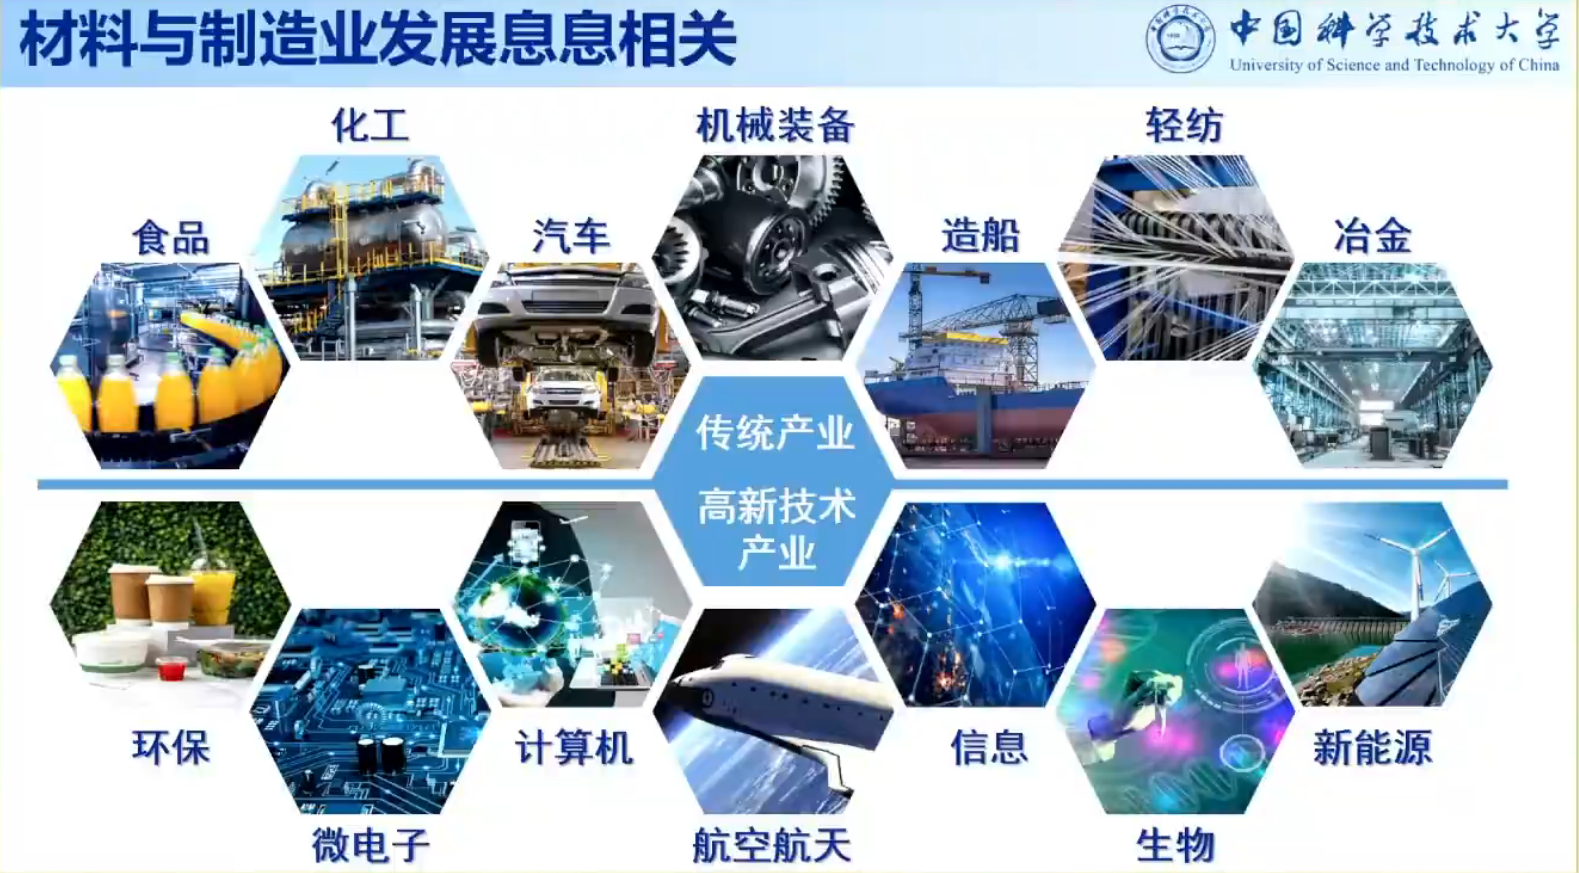 材料与制造业发展息息相关
中国科学技术大学
University of Science and Technology of China
化工
机械装备
轻纺
食品
汽车
造船
冶金
传统产业
高新技术
产业
环保
计算机
信息
新能源
微电子
航空航天
生物